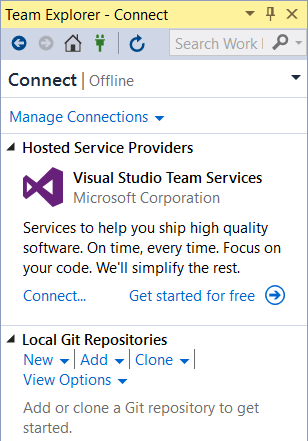 Team Explorer - Connect
Search Work I
Connect | Offline
Manage Connections
Hosted Service Providers
Visual Studio Team Services
Microsoft Corporation
Services to help you ship high quality
software. On time, every time. Focus on
your code. We'll simplify the rest.
Connect... Get started for free
Local Git Repositories
New | Add | Clone |
View Options
Add or clone a Git repository to get
started.